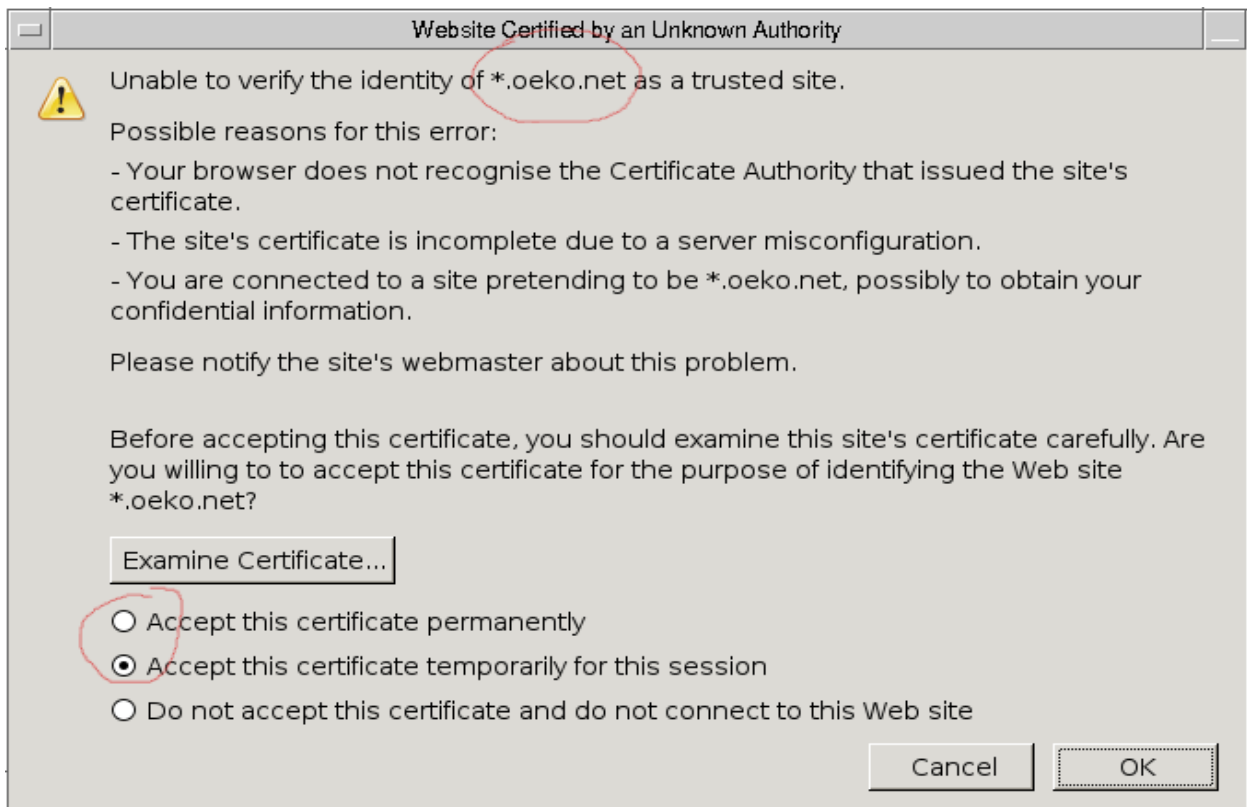 Website Certified by an Unknown Authority
Unable to verify the identity of *.oeko.net as a trusted site.
Possible reasons for this error:
- Your browser does not recognise the Certificate Authority that issued the site's
certificate.
- The site's certificate is incomplete due to a server misconfiguration.
- You are connected to a site pretending to be *.oeko.net, possibly to obtain your
confidential information.
Please notify the site's webmaster about this problem.
Before accepting this certificate, you should examine this site's certificate carefully. Are
you willing to to accept this certificate for the purpose of identifying the Web site
*.oeko.net?
Examine Certificate...
Accept this certificate permanently
Accept this certificate temporarily for this session
Do not accept this certificate and do not connect to this Web site
Cancel OK